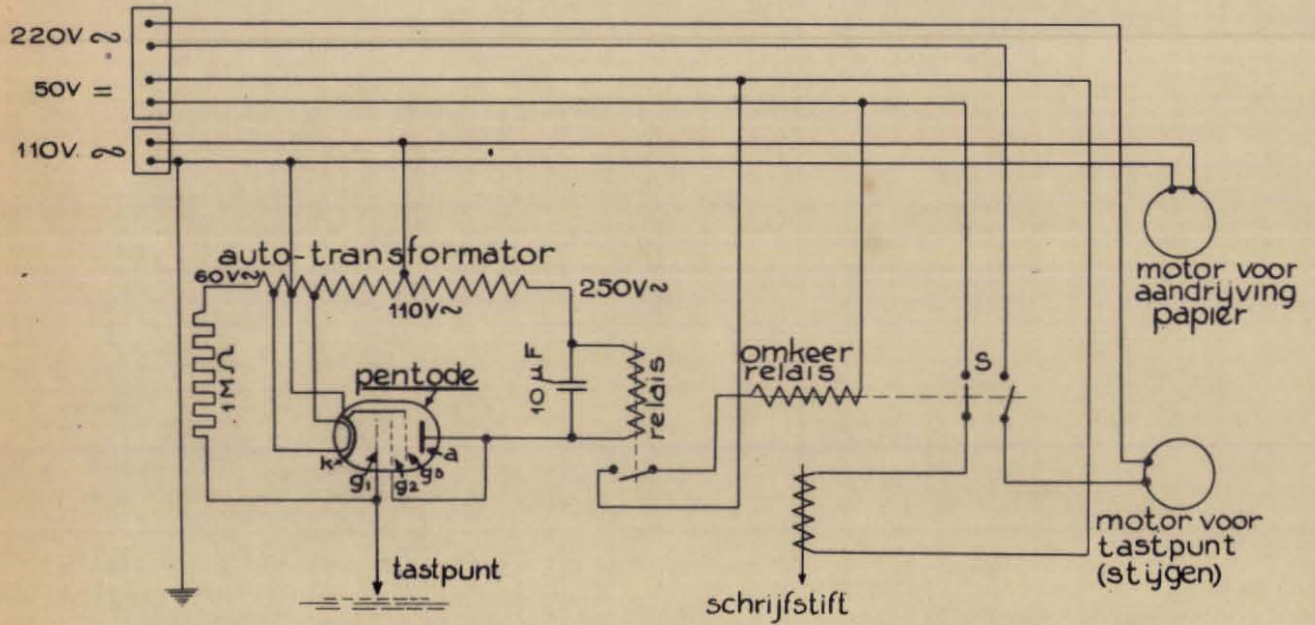 220V ~
50V =
110V. ~
auto-transformator
60V~
110V~
250V~
1MΩ
pentode
k
g1
g2
g3
a
10 µF
relais
omkeer
relais
S
motor voor
aandrijving
papier
motor voor
tastpunt
(stijgen)
tastpunt
schrijfstift